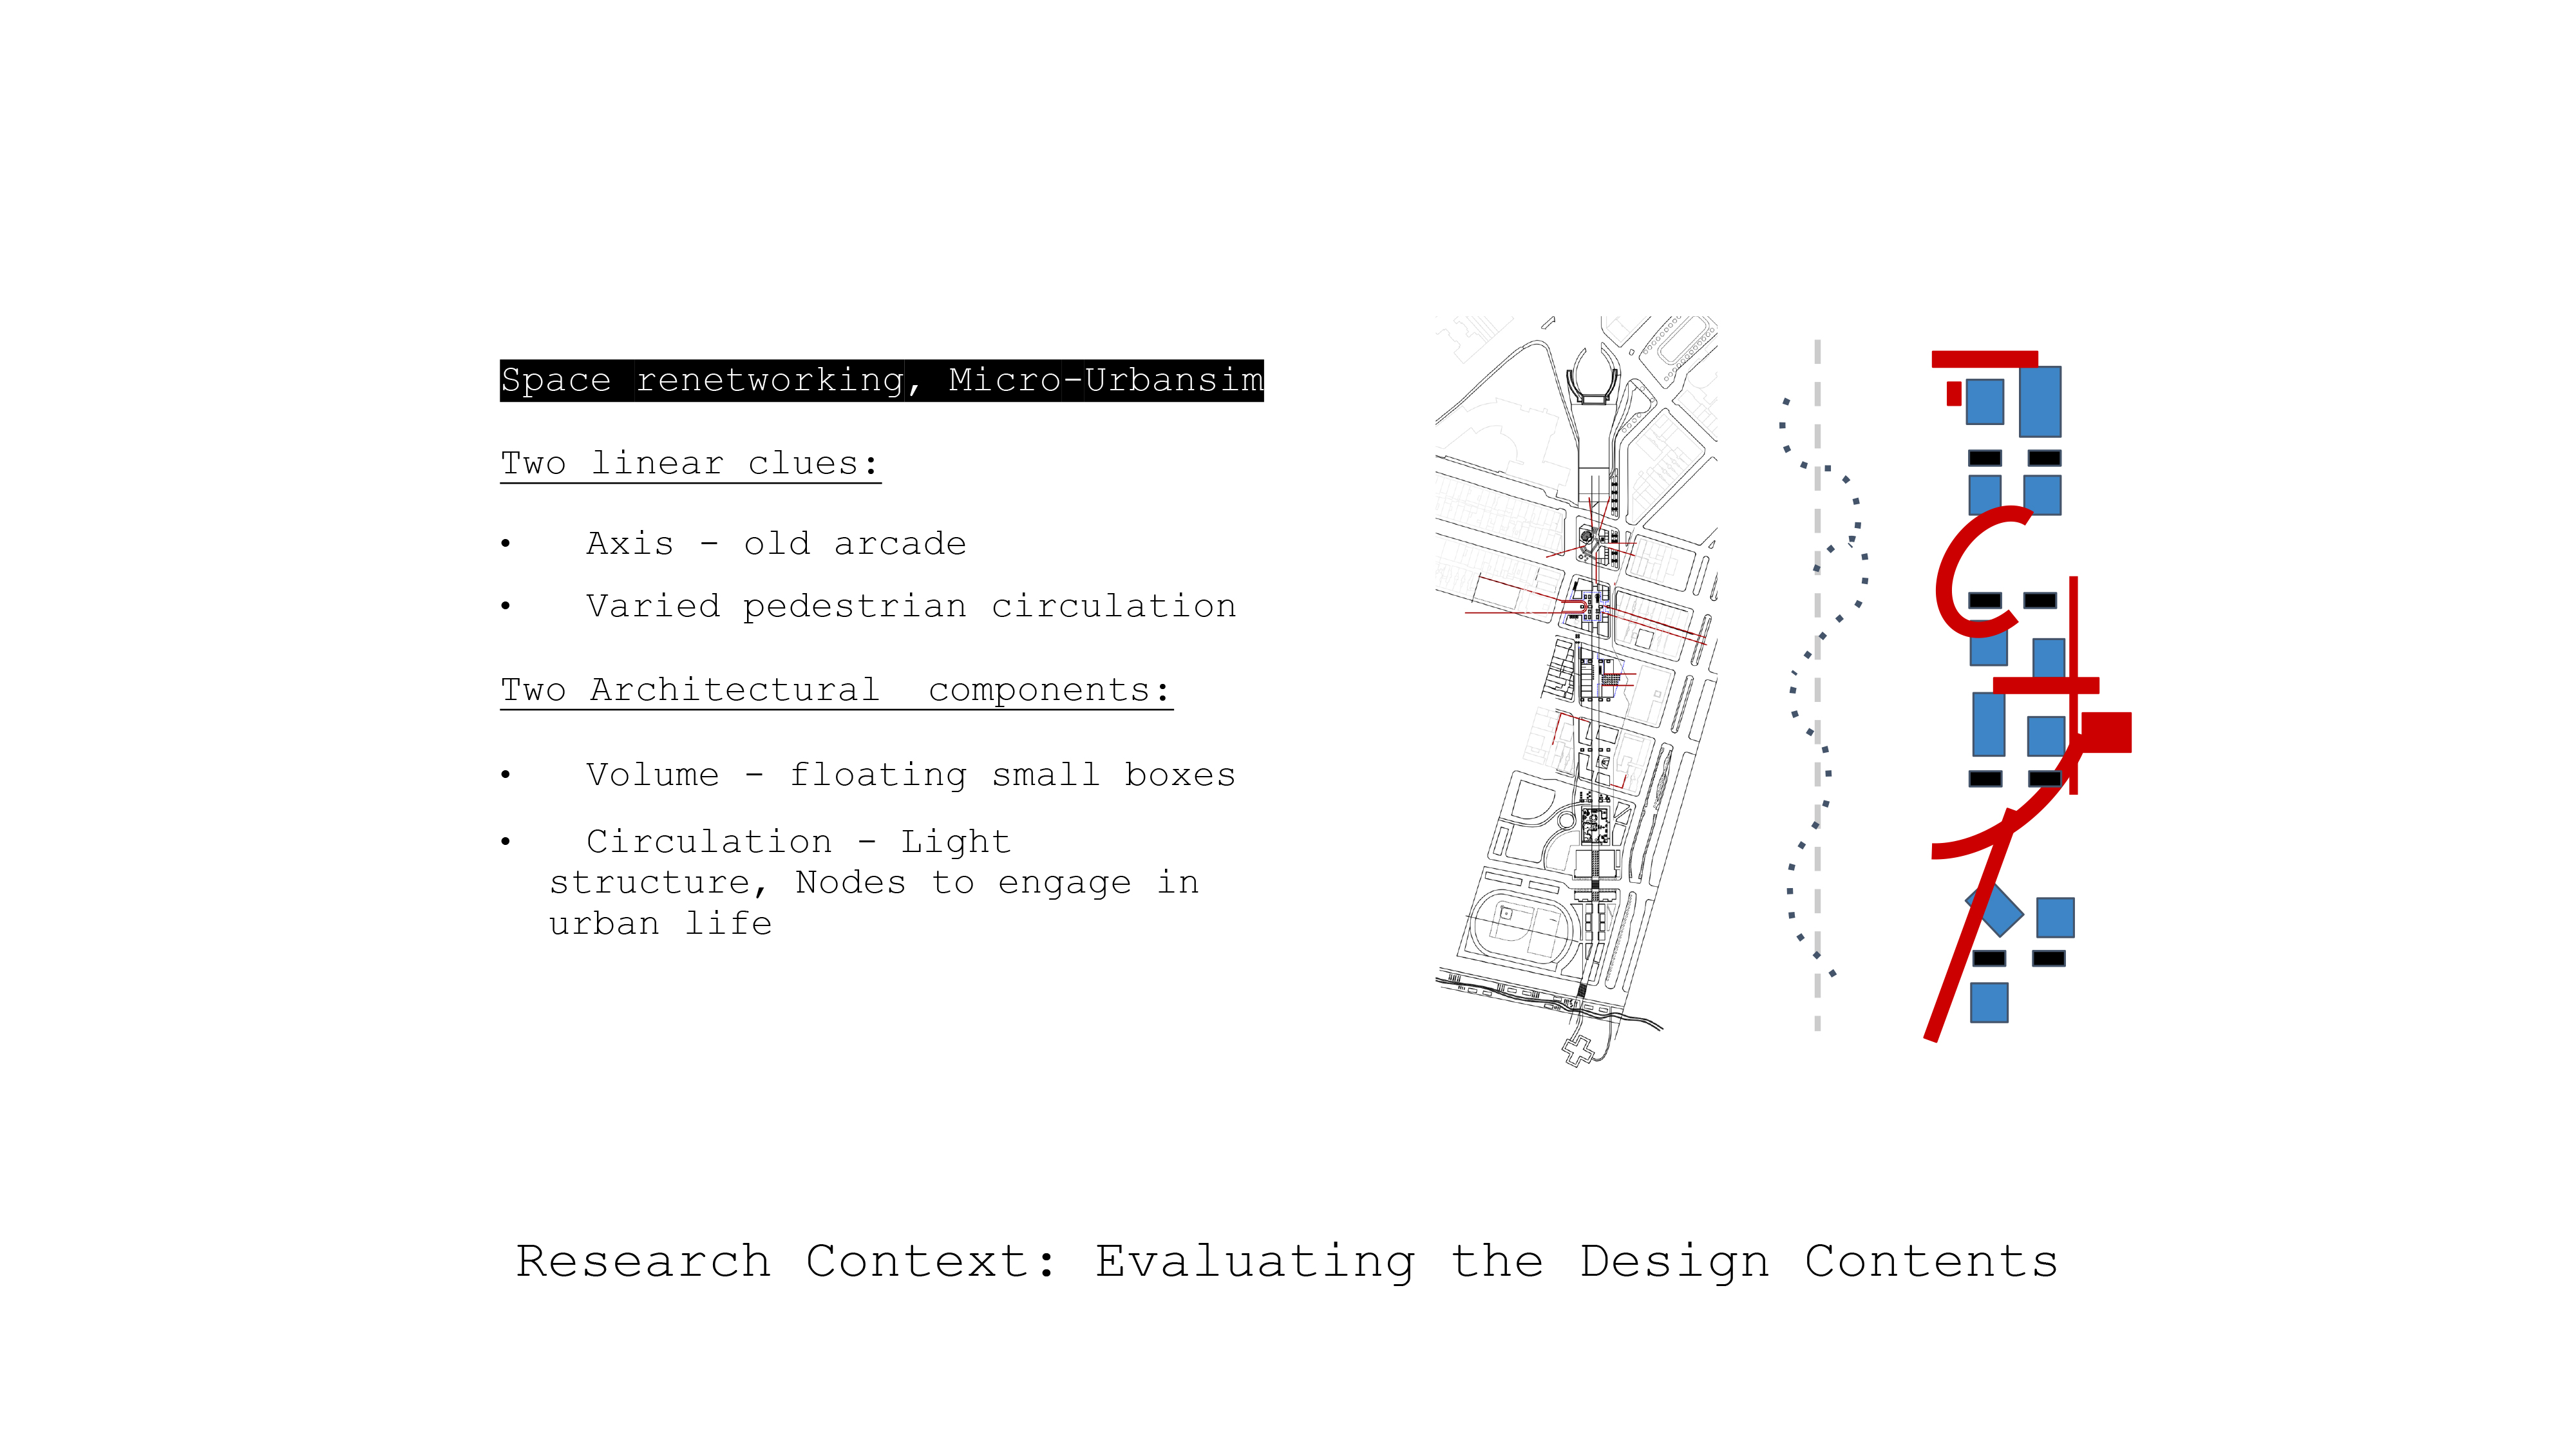 Space renetworking, Micro-Urbansim
Two linear clues:
• Axis - old arcade
• Varied pedestrian circulation
Two Architectural components:
• Volume - floating small boxes
• Circulation - Light
structure, Nodes to engage in
urban life
Research Context: Evaluating the Design Contents